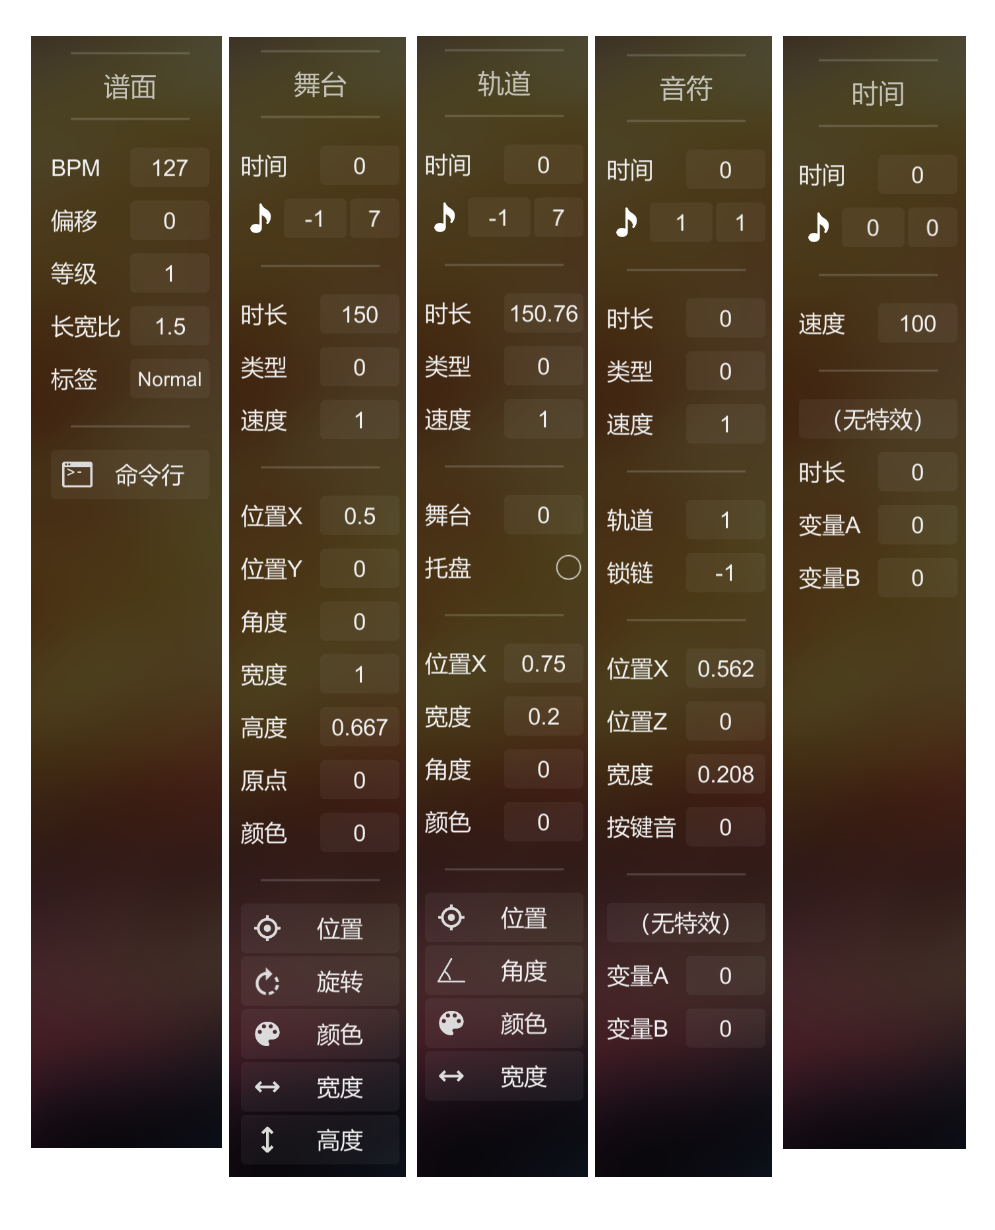 谱面
BPM 127
偏移 0
等级 1
长宽比 1.5
标签 Normal
命令行
舞台
时间 0
-1 7
时长 150
类型 0
速度 1
位置X 0.5
位置Y 0
角度 0
宽度 1
高度 0.667
原点 0
颜色 0
位置
旋转
颜色
宽度
高度
轨道
时间 0
-1 7
时长 150.76
类型 0
速度 1
舞台 0
托盘
位置X 0.75
宽度 0.2
角度 0
颜色 0
位置
角度
颜色
宽度
音符
时间 0
1 1
时长 0
类型 0
速度 1
轨道 1
锁链 -1
位置X 0.562
位置Z 0
宽度 0.208
按键音 0
（无特效）
变量A 0
变量B 0
时间
时间 0
0 0
速度 100
（无特效）
时长 0
变量A 0
变量B 0